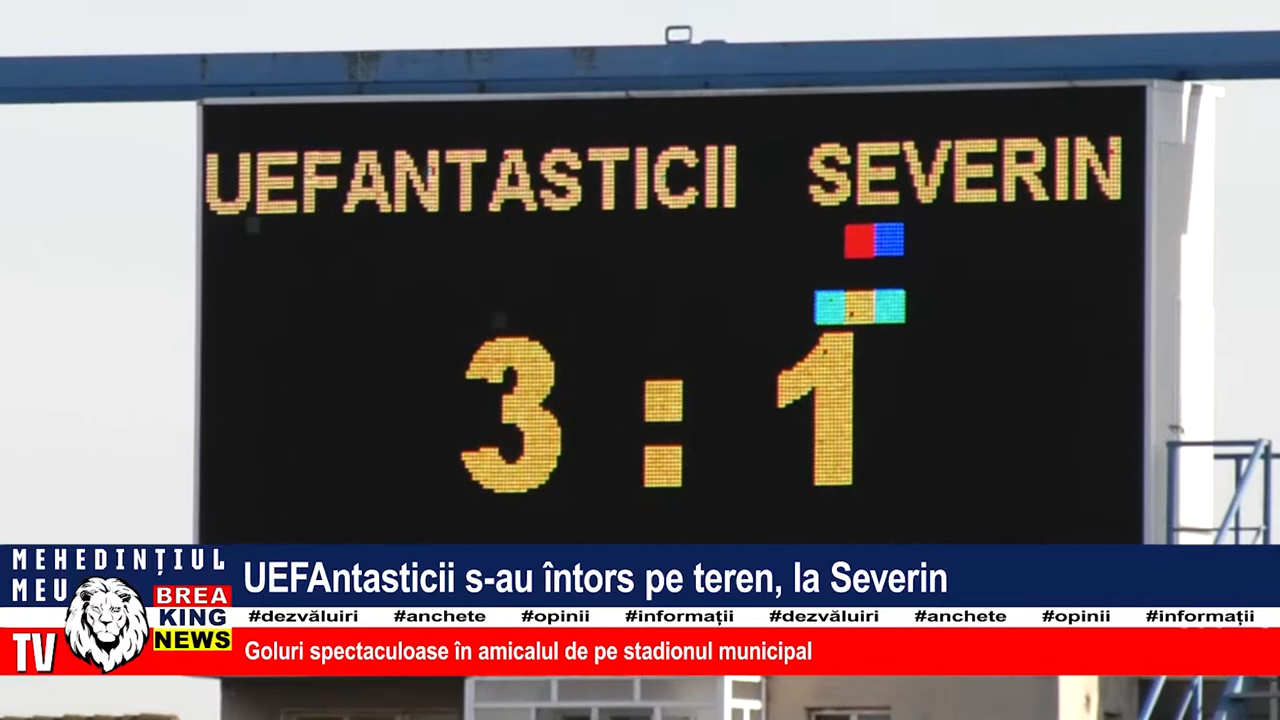 UEFANTASTICII SEVERIN
3 : 1
MEHEDINȚIUL
MEU
TV
BREA
KING
NEWS
UEFAntasticii s-au întors pe teren, la Severin
#dezvăluiri #anchete #opinii #informații #dezvăluiri #anchete #opinii #informații
Goluri spectaculoase în amicalul de pe stadionul municipal